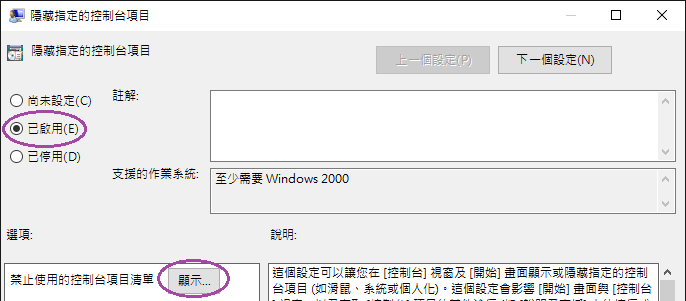 隱藏指定的控制台項目
隱藏指定的控制台項目
上一個設定(P)
下一個設定(N)
尚未設定(C)
註解:
已啟用(E)
已停用(D)
支援的作業系統:
至少需要 Windows 2000
選項:
說明:
禁止使用的控制台項目清單
顯示...
這個設定可以讓您在 [控制台] 視窗及 [開始] 畫面顯示或隱藏指定的控制台
項目 (如滑鼠、系統或個人化)。這個設定會影響 [開始] 畫面與 [控制台]